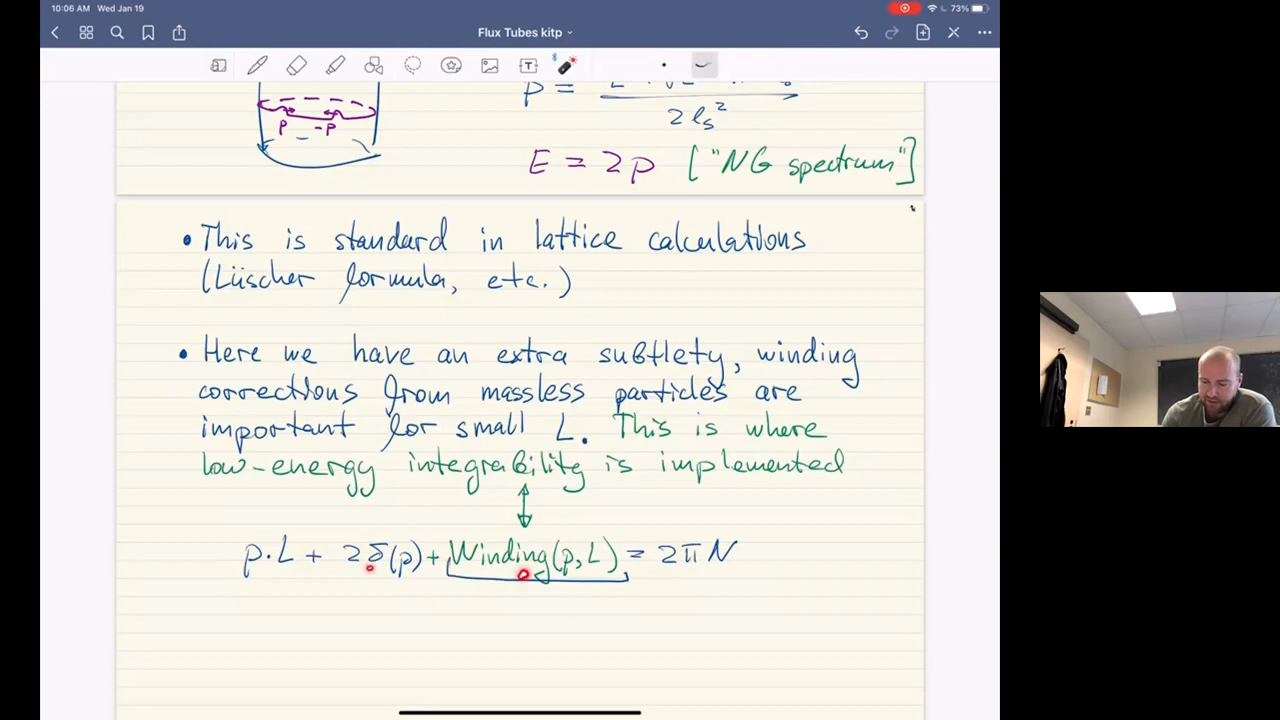 10:06 AM Wed Jan 19
73%
Flux Tubes kitp
p -p
p =
2 ls²
E = 2p ["NG spectrum"]
• This is standard in lattice calculations
(Lüscher formula, etc.)
• Here we have an extra subtlety, winding
corrections from massless particles are
important for small L. This is where
low-energy integrability is implemented
p·L + 2δ(p) + Winding(p,L) = 2πN